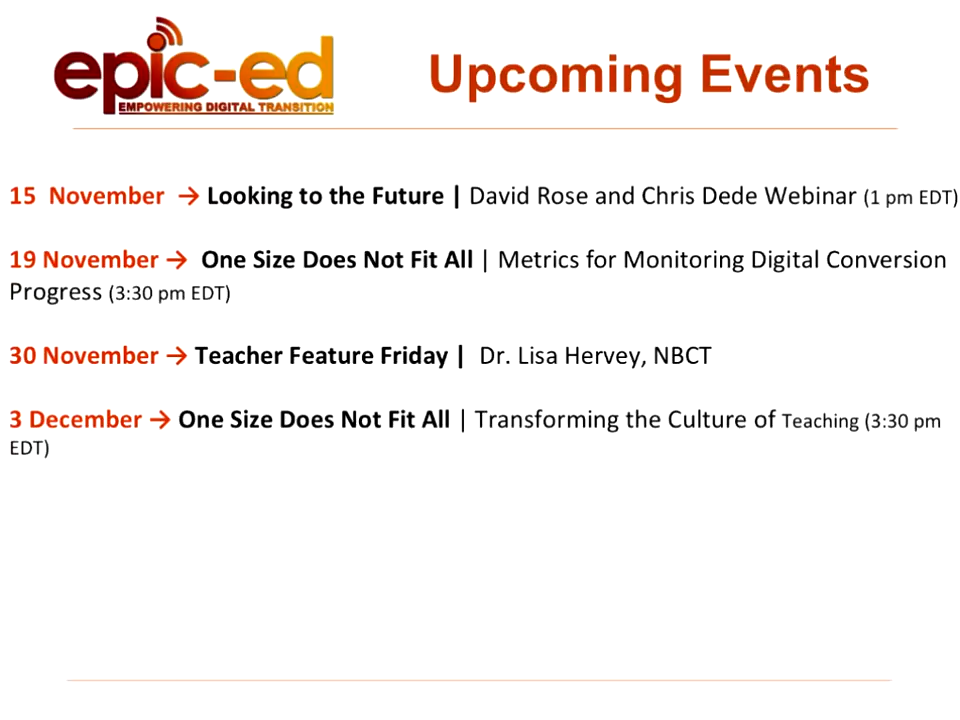 epic-ed
EMPOWERING DIGITAL TRANSITION
Upcoming Events
15 November → Looking to the Future | David Rose and Chris Dede Webinar (1 pm EDT)
19 November → One Size Does Not Fit All | Metrics for Monitoring Digital Conversion
Progress (3:30 pm EDT)
30 November → Teacher Feature Friday | Dr. Lisa Hervey, NBCT
3 December → One Size Does Not Fit All | Transforming the Culture of Teaching (3:30 pm
EDT)